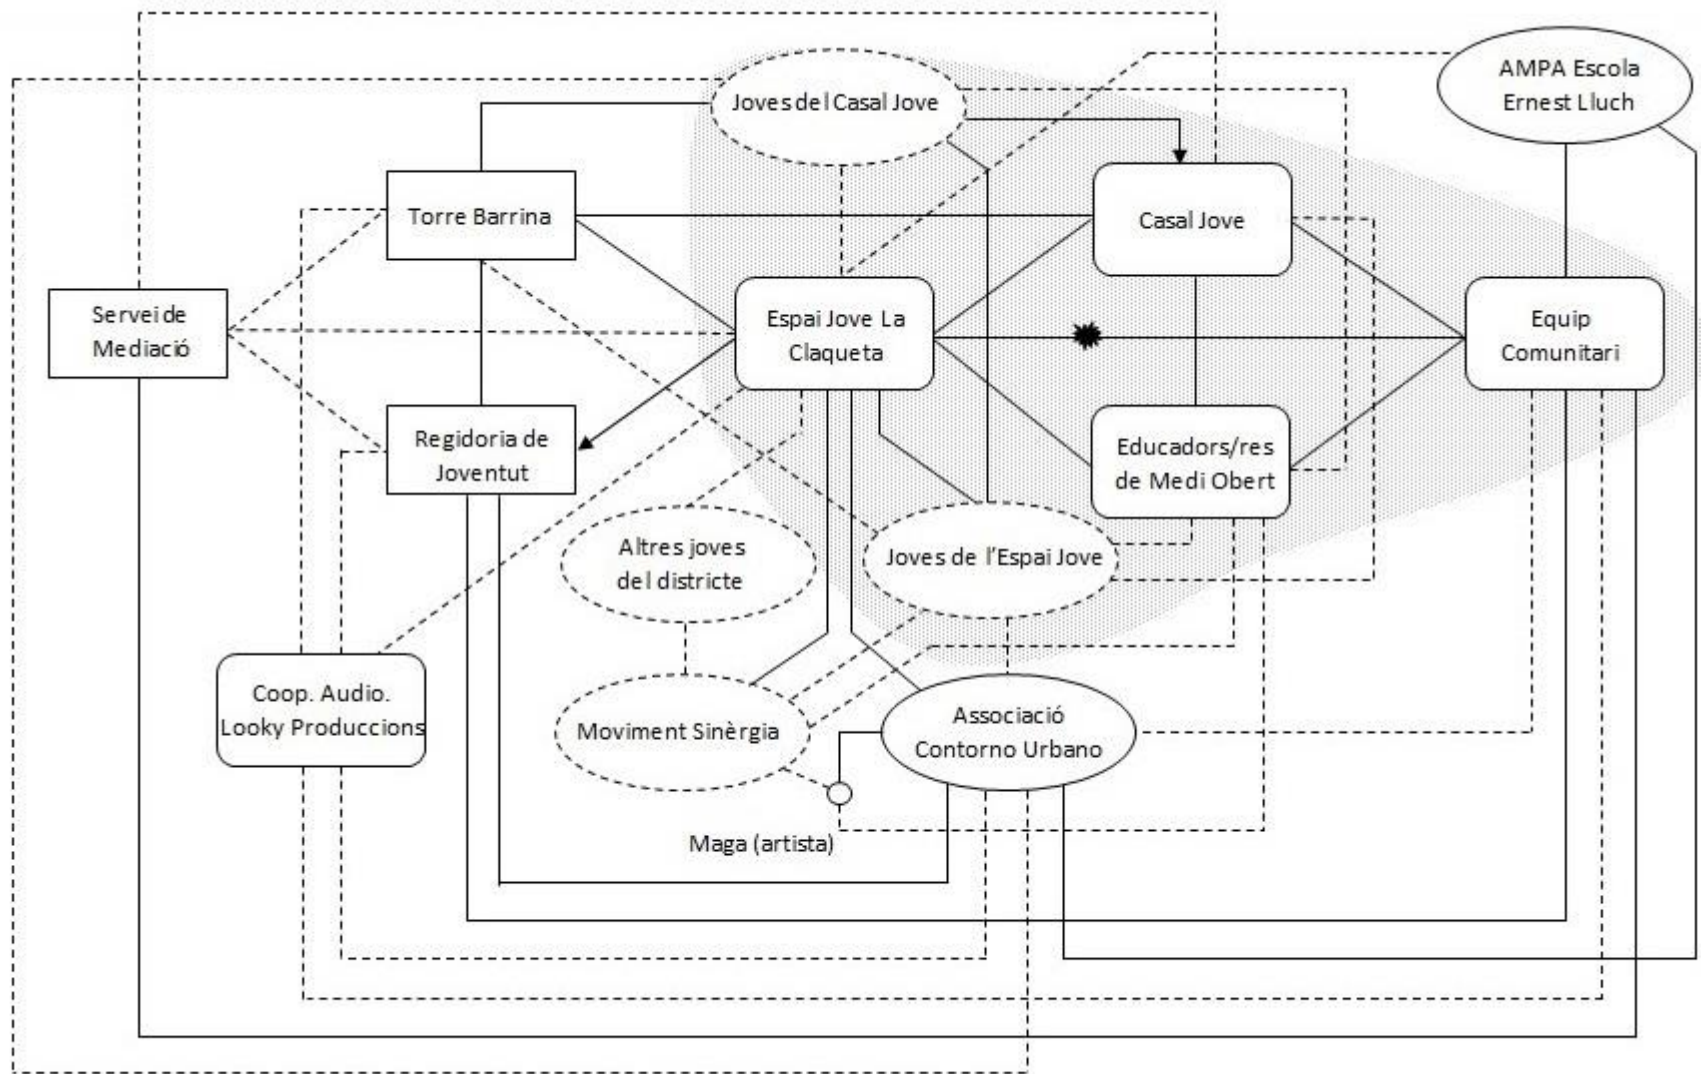 AMPA Escola
Ernest Lluch
Joves del Casal Jove
Torre Barrina
Casal Jove
Servei de
Mediació
Espai Jove La
Claqueta
Equip
Comunitari
Regidoria de
Joventut
Educadors/res
de Medi Obert
Altres joves
del districte
Joves de l'Espai Jove
Coop. Audio.
Looky Produccions
Moviment Sinèrgia
Associació
Contorno Urbano
Maga (artista)